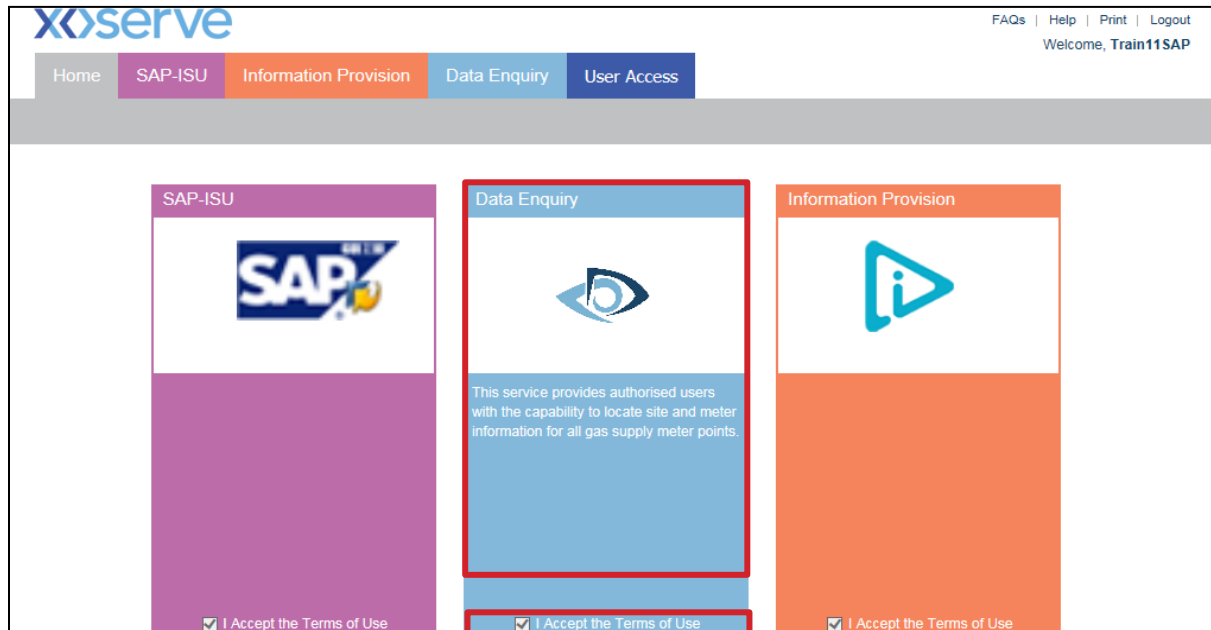 xoserve
FAQs | Help | Print | Logout
Welcome, Train11SAP
Home SAP-ISU Information Provision Data Enquiry User Access
SAP-ISU
SAP
Data Enquiry
This service provides authorised users
with the capability to locate site and meter
information for all gas supply meter points.
Information Provision
i
I Accept the Terms of Use
I Accept the Terms of Use
I Accept the Terms of Use